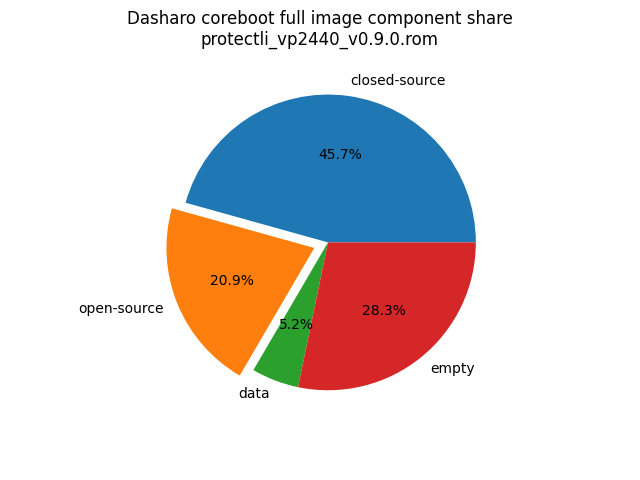 Dasharo coreboot full image component share
protectli_vp2440_v0.9.0.rom
closed-source
45.7%
open-source
20.9%
5.2%
data
28.3%
empty